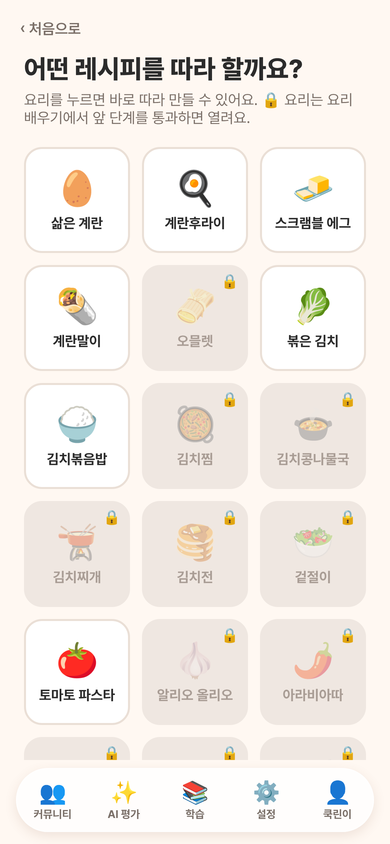 ‹ 처음으로
어떤 레시피를 따라 할까요?
요리를 누르면 바로 따라 만들 수 있어요. 🔒 요리는 요리
배우기에서 앞 단계를 통과하면 열려요.
삶은 계란
계란후라이
스크램블 에그
계란말이
오믈렛
볶은 김치
김치볶음밥
김치찜
김치콩나물국
김치찌개
김치전
겉절이
토마토 파스타
알리오 올리오
아라비아따
커뮤니티
AI 평가
학습
설정
쿡린이